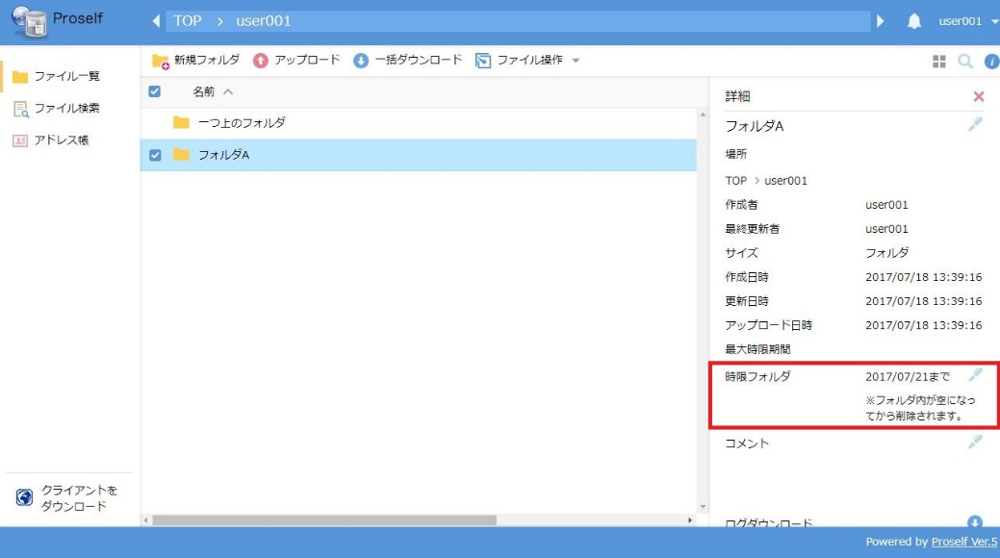 Proself
TOP > user001
user001
ファイル一覧
ファイル検索
アドレス帳
クライアントを
ダウンロード
新規フォルダ
アップロード
一括ダウンロード
ファイル操作
名前
一つ上のフォルダ
フォルダA
詳細
フォルダA
場所
TOP > user001
作成者 user001
最終更新者 user001
サイズ フォルダ
作成日時 2017/07/18 13:39:16
更新日時 2017/07/18 13:39:16
アップロード日時 2017/07/18 13:39:16
最大時限期間
時限フォルダ 2017/07/21まで
※フォルダ内が空になっ
てから削除されます。
コメント
ログダウンロード
Powered by Proself Ver.5